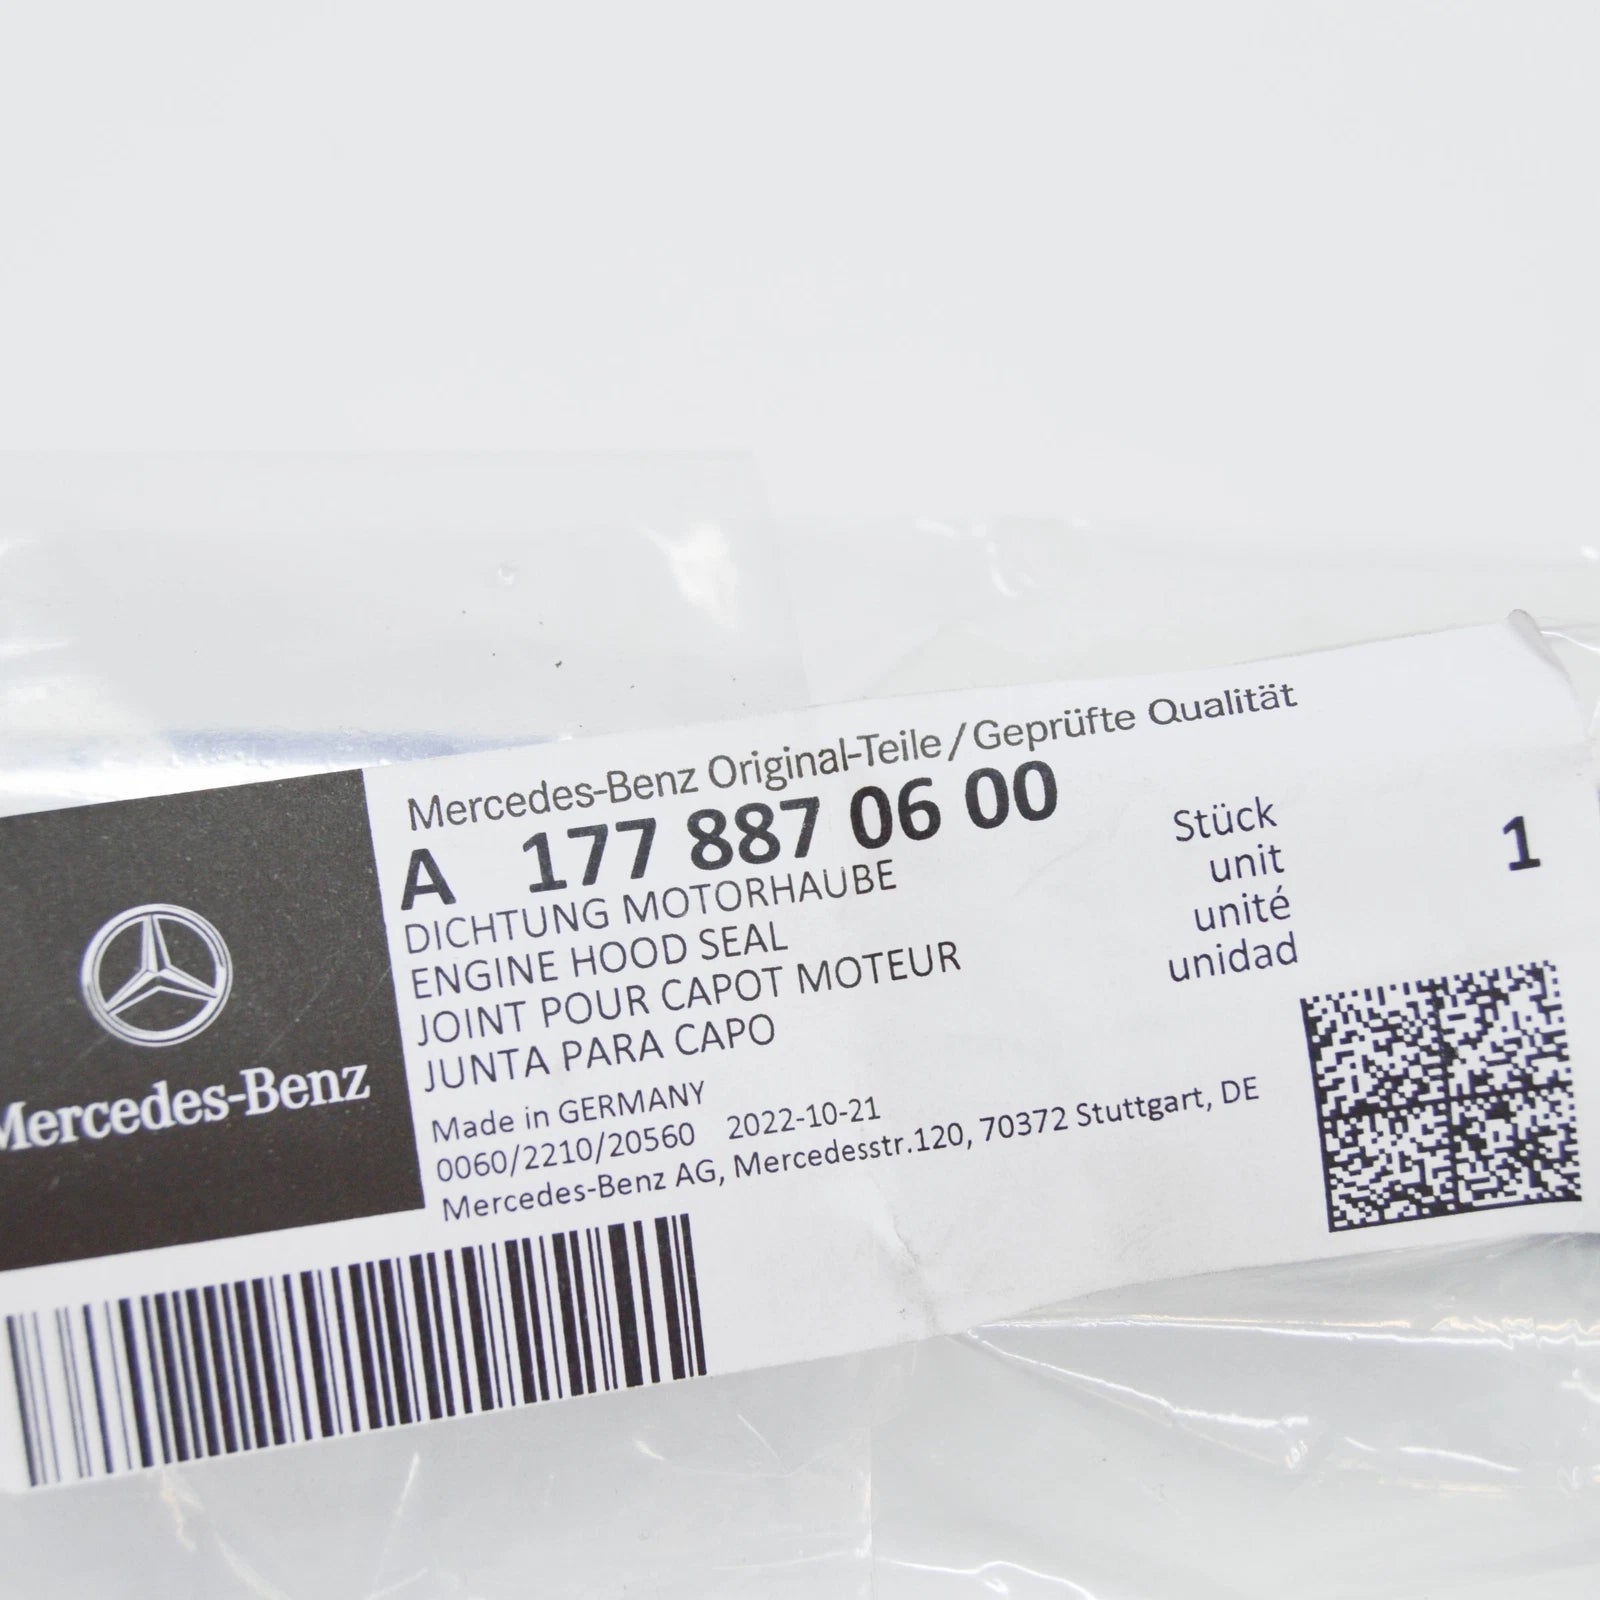 Mercedes-Benz Original-Teile/Geprüfte Qualität
A 177 887 06 00
DICHTUNG MOTORHAUBE
ENGINE HOOD SEAL
JOINT POUR CAPOT MOTEUR
JUNTA PARA CAPO
Stück
unit
unité
unidad
1
Mercedes-Benz
Made in GERMANY
0060/2210/20560 2022-10-21
Mercedes-Benz AG, Mercedesstr.120, 70372 Stuttgart, DE